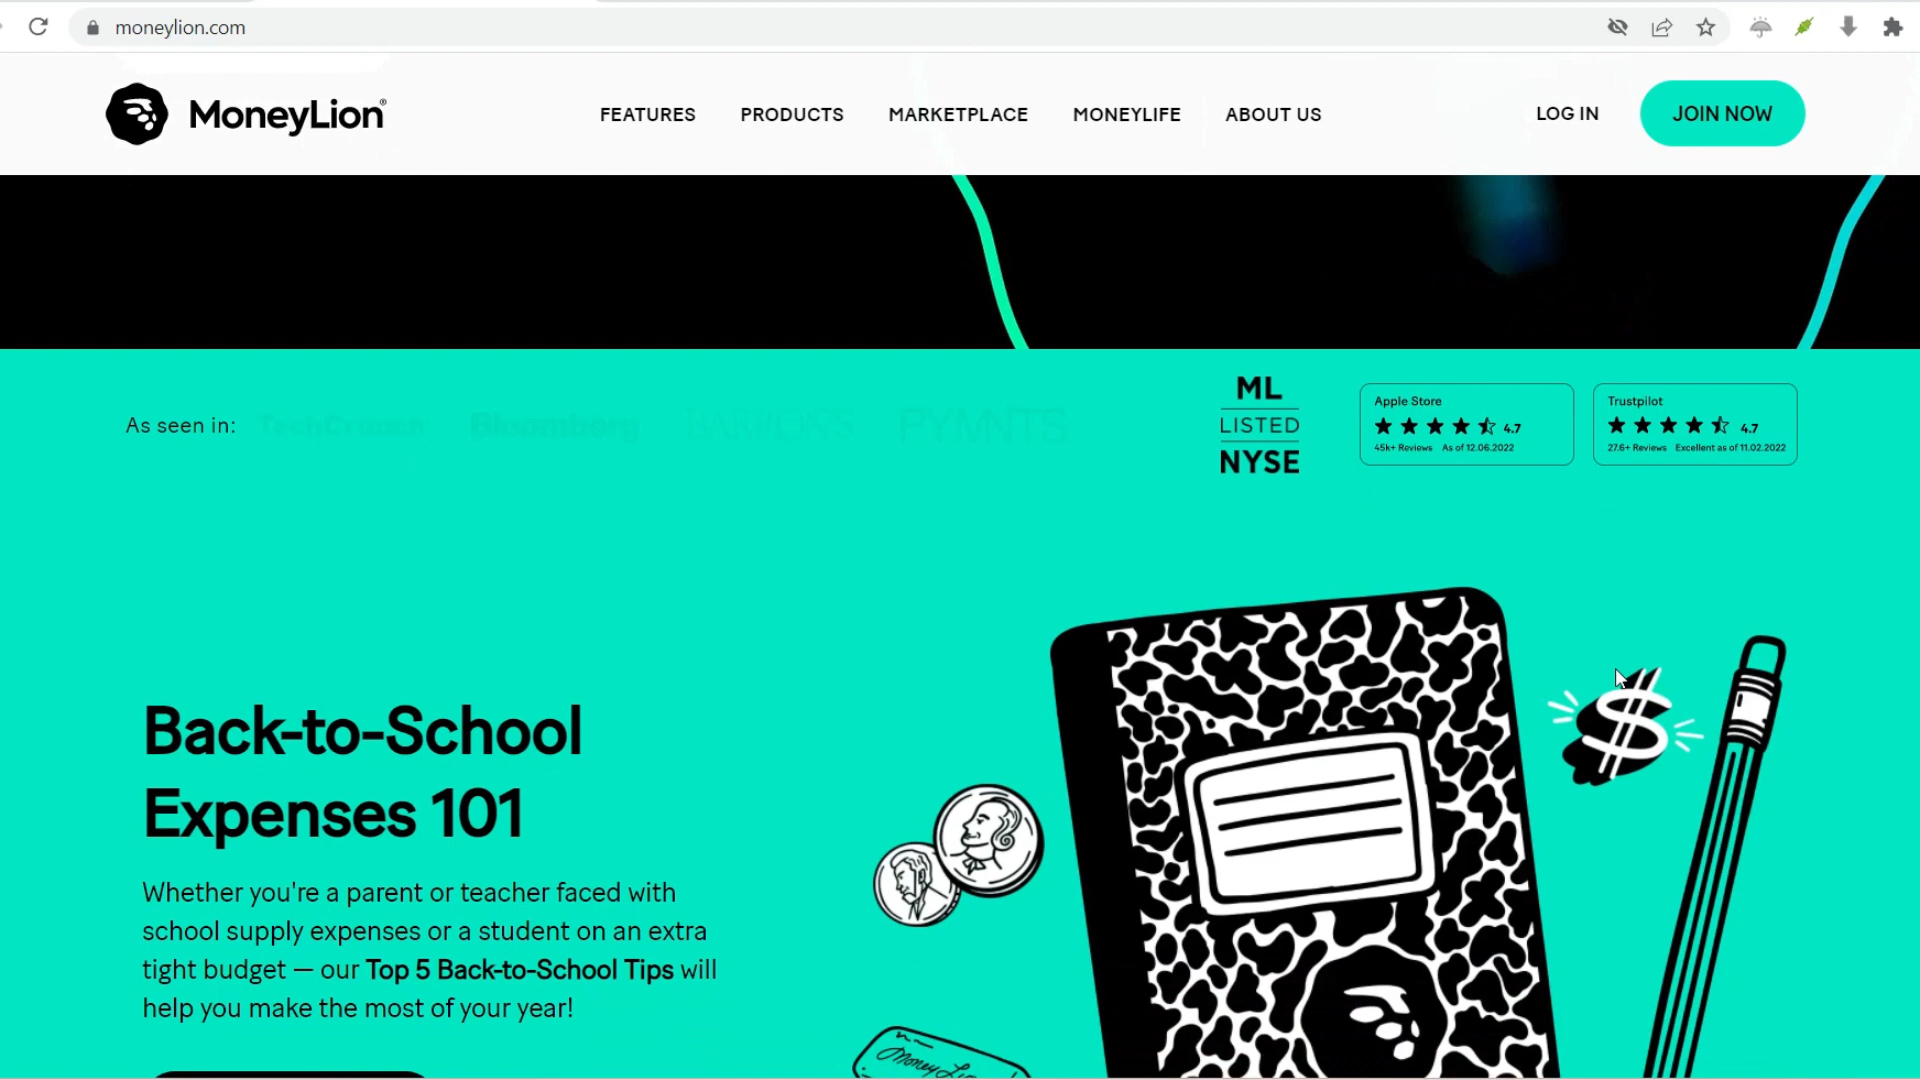 moneylion.com
MoneyLion®
FEATURES PRODUCTS MARKETPLACE MONEYLIFE ABOUT US LOG IN JOIN NOW
As seen in: TechCrunch Bloomberg BARRON'S PYMNTS
ML
LISTED
NYSE
Apple Store
4.7
45k+ Reviews As of 12.06.2022
Trustpilot
4.7
27.6+ Reviews Excellent as of 11.02.2022
Back-to-School
Expenses 101
Whether you're a parent or teacher faced with
school supply expenses or a student on an extra
tight budget — our Top 5 Back-to-School Tips will
help you make the most of your year!
$